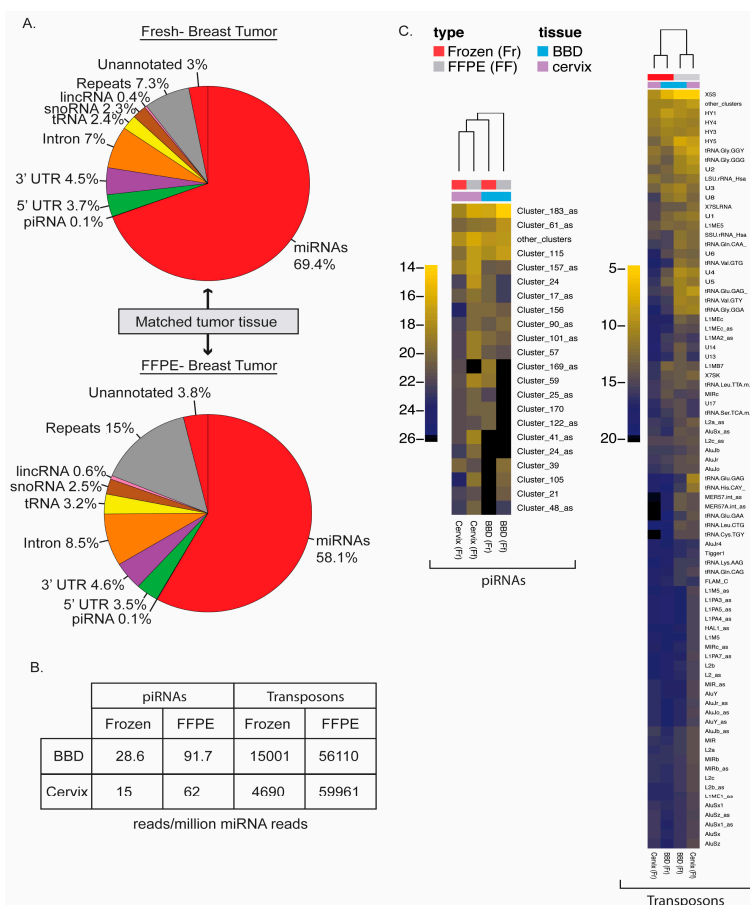 A.
Fresh- Breast Tumor
Unannotated 3%
Repeats 7.3%
lincRNA 0.4%
snoRNA 2.3%
tRNA 2.4%
Intron 7%
3' UTR 4.5%
5' UTR 3.7%
piRNA 0.1%
miRNAs
69.4%
Matched tumor tissue
FFPE- Breast Tumor
Unannotated 3.8%
Repeats 15%
lincRNA 0.6%
snoRNA 2.5%
tRNA 3.2%
Intron 8.5%
3' UTR 4.6%
5' UTR 3.5%
piRNA 0.1%
miRNAs
58.1%
B.
piRNAs Transposons
Frozen FFPE Frozen FFPE
BBD 28.6 91.7 15001 56110
Cervix 15 62 4690 59961
reads/million miRNA reads
C.
type tissue
Frozen (Fr) BBD
FFPE (FF) cervix
14
16
18
20
22
24
26
Cluster_183_as
Cluster_61_as
other_clusters
Cluster_115
Cluster_157_as
Cluster_24
Cluster_17_as
Cluster_156
Cluster_90_as
Cluster_101_as
Cluster_57
Cluster_169_as
Cluster_59
Cluster_25_as
Cluster_170
Cluster_122_as
Cluster_41_as
Cluster_24_as
Cluster_39
Cluster_105
Cluster_21
Cluster_48_as
Cervix (Fr)
Cervix (Ff)
BBD (Fr)
BBD (Ff)
piRNAs
5
10
15
20
X5S
other_clusters
HY1
HY4
HY3
HY5
tRNA.Gly.GGY
tRNA.Gly.GGG
U2
LSU.rRNA_Hsa
U3
U8
X7SLRNA
U1
L1ME5
SSU.rRNA_Hsa
tRNA.Gln.CAA_
U6
tRNA.Val.GTG
U4
U5
tRNA.Glu.GAG_
tRNA.Val.GTY
tRNA.Gly.GGA
L1MEc
L1MEc_as
L1MA2_as
U14
U13
L1MB7
X7SK
tRNA.Leu.TTA.m.
MIRc
U17
tRNA.Ser.TCA.m.
L2a_as
AluSx_as
L2c_as
AluJb
AluJr
AluJo
tRNA.Glu.GAG
tRNA.His.CAY_
MER57.int_as
MER57A.int_as
tRNA.Glu.GAA
tRNA.Leu.CTG
tRNA.Cys.TGY
AluJr4
Tigger1
tRNA.Lys.AAG
tRNA.Gln.CAG
FLAM_C
L1M5_as
L1PA3_as
L1PA5_as
L1PA4_as
HAL1_as
L1M5
MIRc_as
L1PA7_as
L2b
L2_as
MIR_as
AluY
AluJr_as
AluJo_as
AluY_as
AluJb_as
MIR
L2a
MIRb
MIRb_as
L2c
L2b_as
AluSx1
AluSz_as
AluSx1_as
AluSx
AluSz
Cervix (Fr)
BBD (Fr)
BBD (Ff)
Cervix (Ff)
Transposons